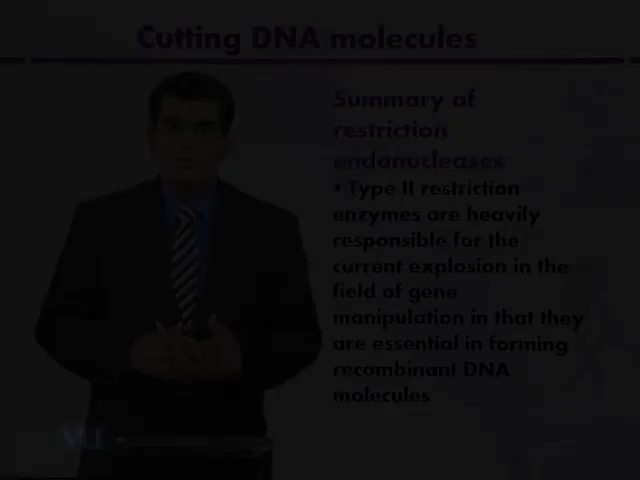 Cutting DNA molecules
Summary of
restriction
endonucleases
• Type II restriction
enzymes are heavily
responsible for the
current explosion in the
field of gene
manipulation in that they
are essential in forming
recombinant DNA
molecules